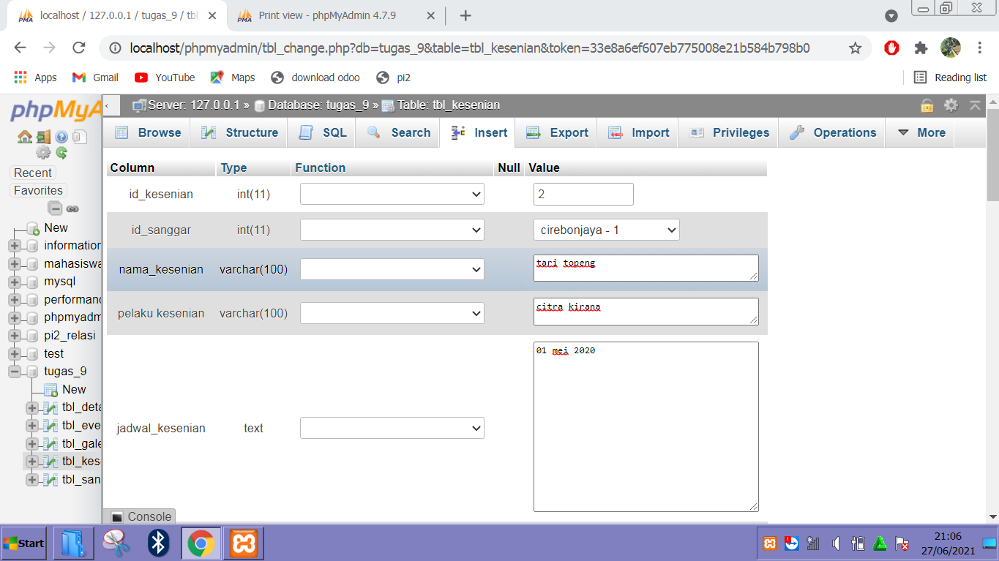 localhost / 127.0.0.1 / tugas_9 / tbl_
Print view - phpMyAdmin 4.7.9
localhost/phpmyadmin/tbl_change.php?db=tugas_9&table=tbl_kesenian&token=33e8a6ef607eb775008e21b584b798b0
Apps Gmail YouTube Maps download odoo pi2 Reading list
phpMyA
Server: 127.0.0.1 » Database: tugas_9 » Table: tbl_kesenian
Browse Structure SQL Search Insert Export Import Privileges Operations More
Recent
Favorites
New
information
mahasiswa
mysql
performanc
phpmyadm
pi2_relasi
test
tugas_9
New
tbl_deta
tbl_eve
tbl_gale
tbl_kes
tbl_san
Column Type Function Null Value
id_kesenian int(11) 2
id_sanggar int(11) cirebonjaya - 1
nama_kesenian varchar(100) tari topeng
pelaku kesenian varchar(100) citra kirana
jadwal_kesenian text 01 mei 2020
Console
Start
21:06
27/06/2021